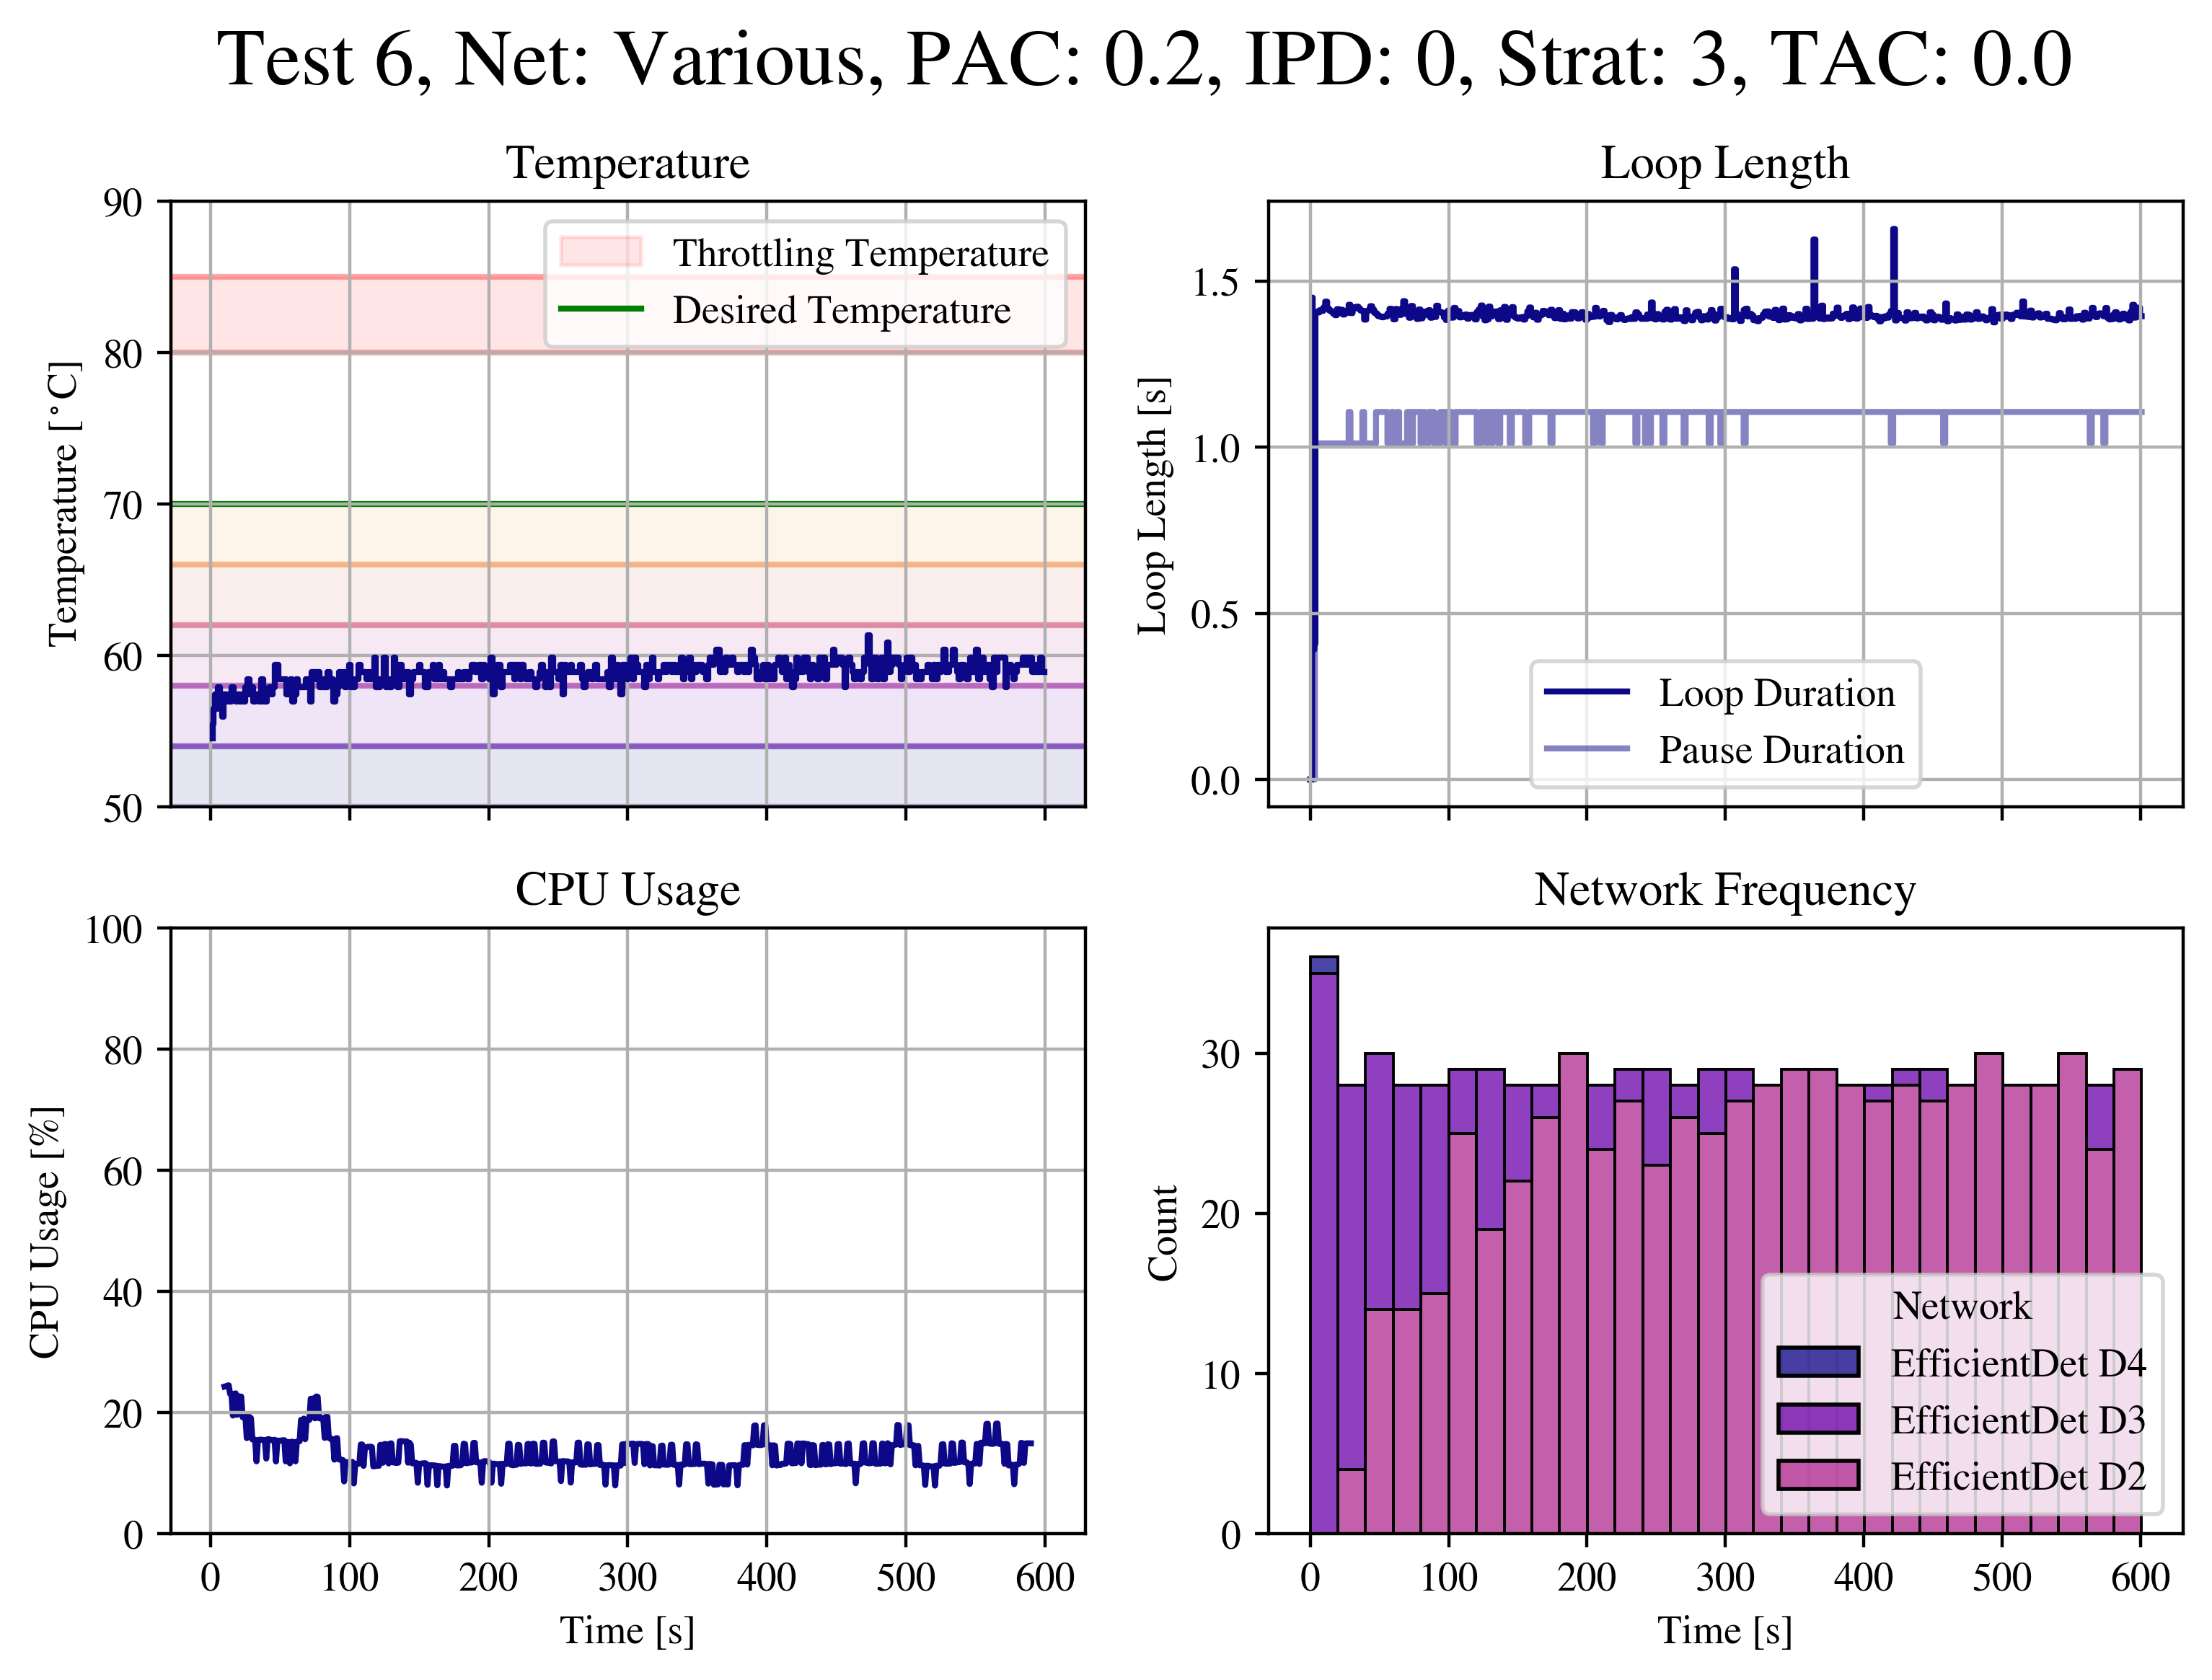 Test 6, Net: Various, PAC: 0.2, IPD: 0, Strat: 3, TAC: 0.0
Temperature
90
80
70
60
50
Temperature [°C]
Throttling Temperature
Desired Temperature
Loop Length
1.5
1.0
0.5
0.0
Loop Length [s]
Loop Duration
Pause Duration
CPU Usage
100
80
60
40
20
0
CPU Usage [%]
0 100 200 300 400 500 600
Time [s]
Network Frequency
30
20
10
0
Count
Network
EfficientDet D4
EfficientDet D3
EfficientDet D2
0 100 200 300 400 500 600
Time [s]